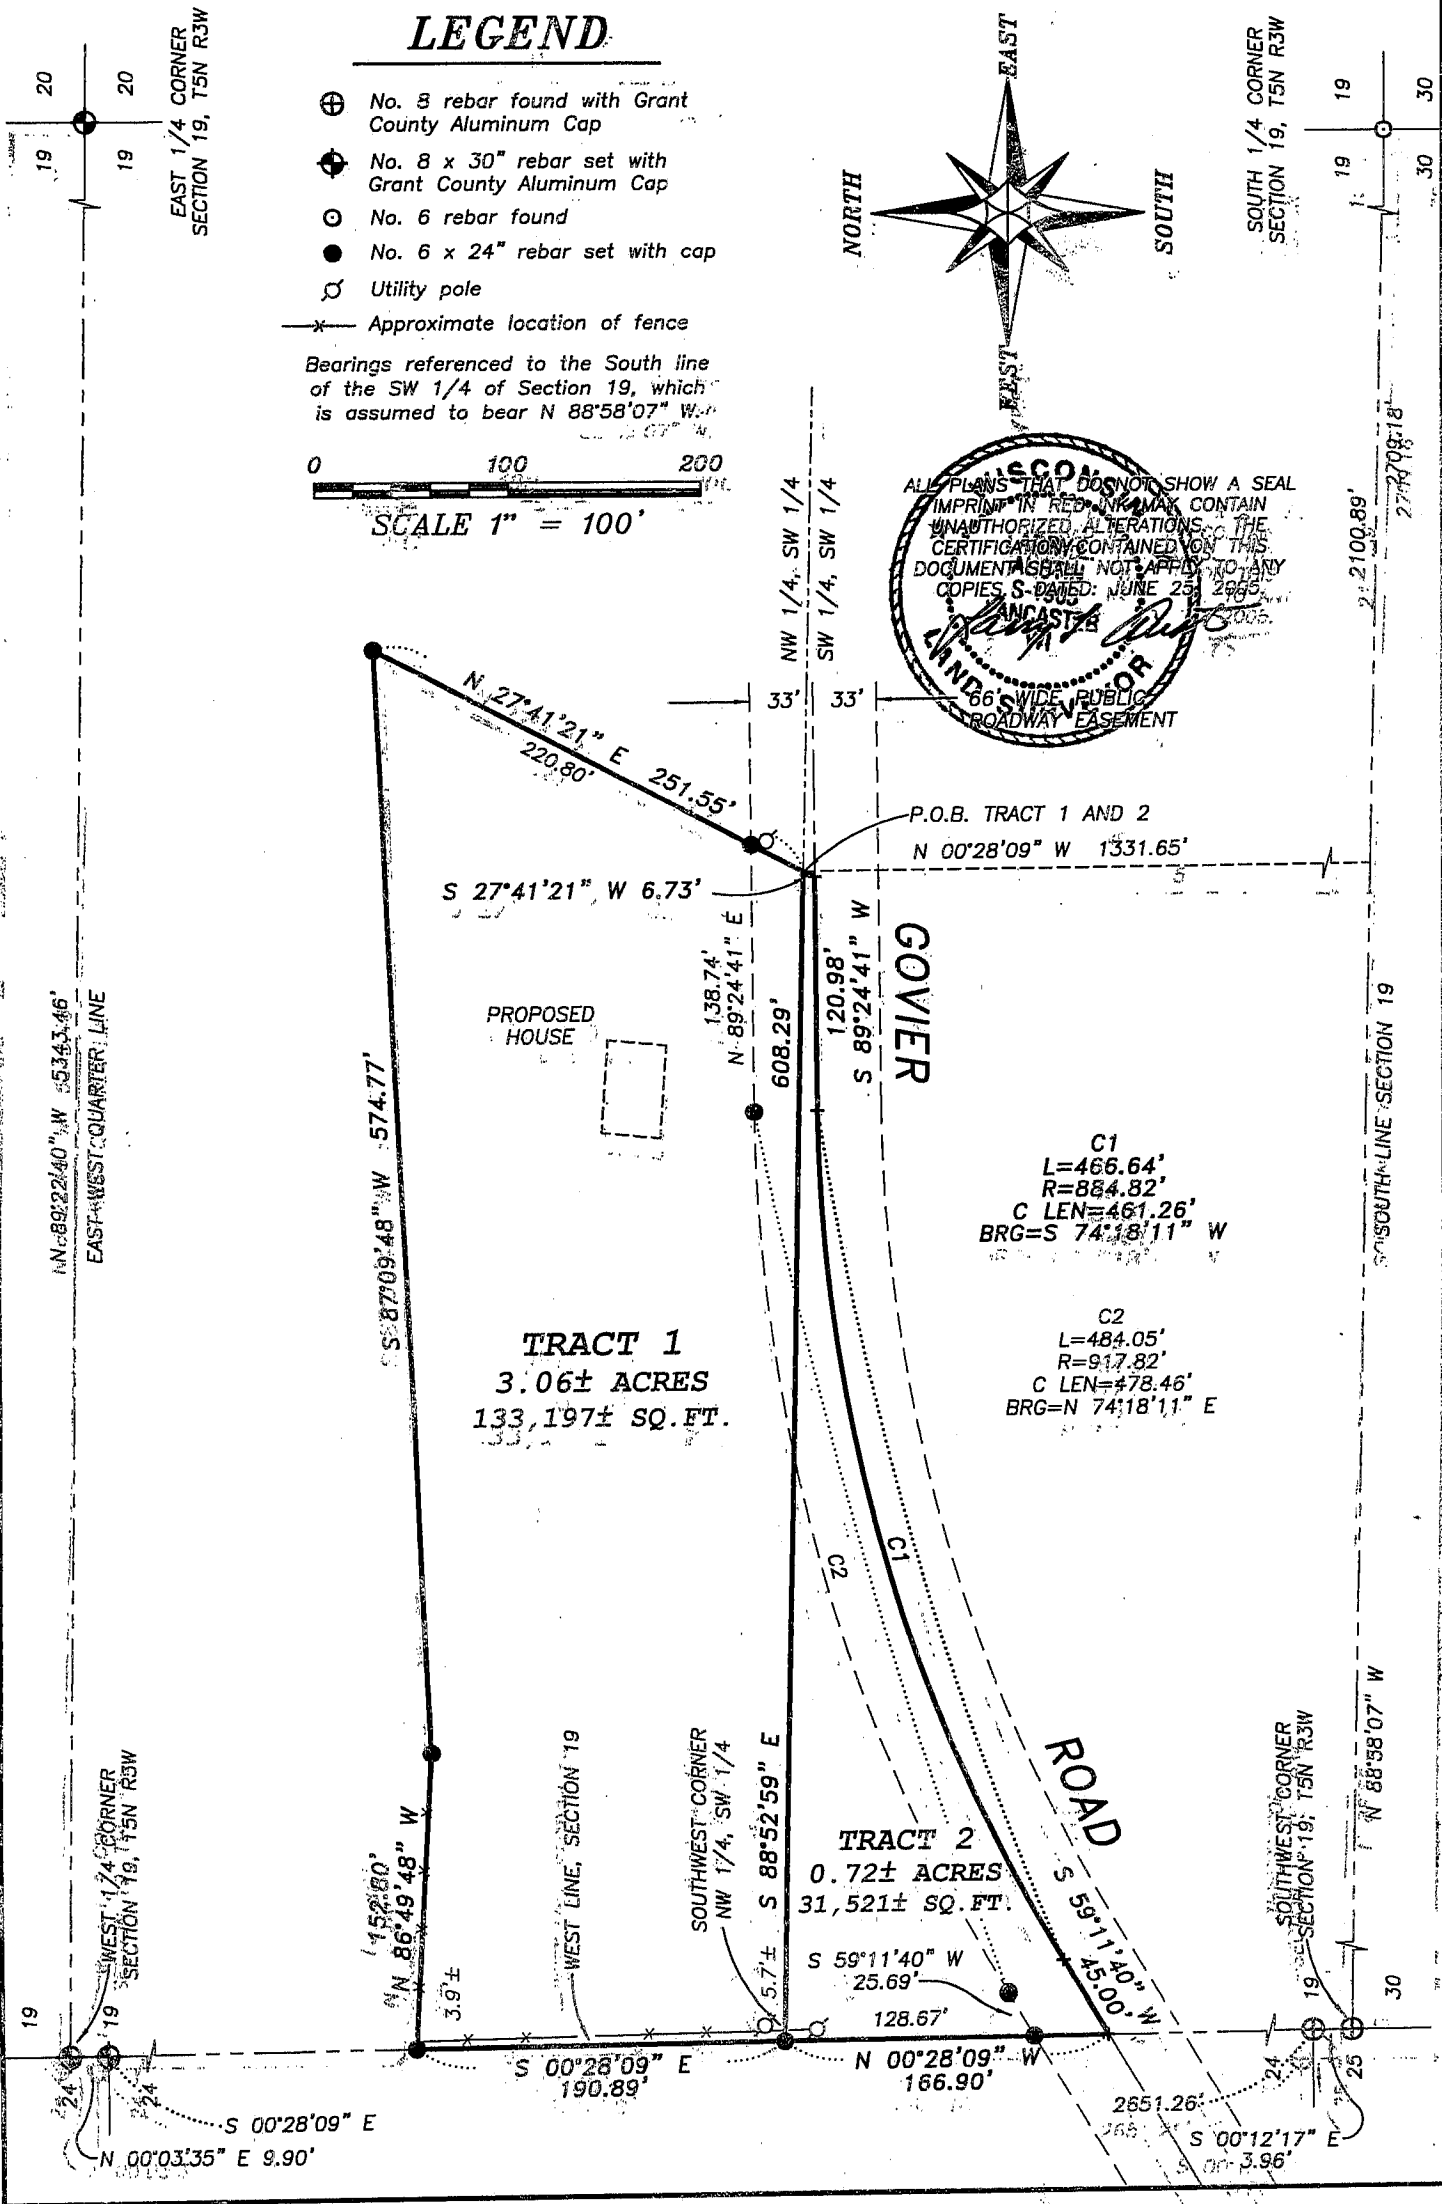 LEGEND
No. 8 rebar found with Grant
County Aluminum Cap
No. 8 x 30" rebar set with
Grant County Aluminum Cap
No. 6 rebar found
No. 6 x 24" rebar set with cap
Utility pole
Approximate location of fence
Bearings referenced to the South line
of the SW 1/4 of Section 19, which
is assumed to bear N 88°58'07" W.
0 100 200
SCALE 1" = 100'
20
20
19
19
EAST 1/4 CORNER
SECTION 19, T5N R3W
EAST
NORTH
SOUTH
WEST
SOUTH 1/4 CORNER
SECTION 19, T5N R3W
19
30
19
30
2709.18'
2100.89'
ALL PLANS THAT DO NOT SHOW A SEAL
IMPRINT IN RED INK MAY CONTAIN
UNAUTHORIZED ALTERATIONS. THE
CERTIFICATION CONTAINED ON THIS
DOCUMENT SHALL NOT APPLY TO ANY
COPIES. DATED: JUNE 25, 2005.
LAND SURVEYOR
NW 1/4, SW 1/4
SW 1/4, SW 1/4
33' 33'
66' WIDE PUBLIC
ROADWAY EASEMENT
N 27°41'21" E 251.55'
220.80'
P.O.B. TRACT 1 AND 2
N 00°28'09" W 1331.65'
S 27°41'21" W 6.73'
138.74'
N 89°24'41" E
608.29'
120.98'
S 89°24'41" W
GOVIER
PROPOSED
HOUSE
N 89°22'40" W 5343.46'
EAST-WEST QUARTER LINE
S 87°09'48" W 574.77'
C1
L=466.64'
R=884.82'
C LEN=461.26'
BRG=S 74°18'11" W
C2
L=484.05'
R=917.82'
C LEN=478.46'
BRG=N 74°18'11" E
SOUTH LINE SECTION 19
TRACT 1
3.06± ACRES
133,197± SQ.FT.
C2
C1
ROAD
N 88°58'07" W
WEST 1/4 CORNER
SECTION 19, T5N R3W
152.80'
N 86°49'48" W
3.9'±
WEST LINE, SECTION 19
SOUTHWEST CORNER
NW 1/4, SW 1/4
5.7'±
S 88°52'59" E
TRACT 2
0.72± ACRES
31,521± SQ.FT.
S 59°11'40" W
45.00'
S 59°11'40" W
25.69'
128.67'
SOUTHWEST CORNER
SECTION 19, T5N R3W
19
19
24
24
19
30
24
25
S 00°28'09" E
190.89'
N 00°28'09" W
166.90'
S 00°28'09" E
N 00°03'35" E 9.90'
2651.26'
S 00°12'17" E
3.96'